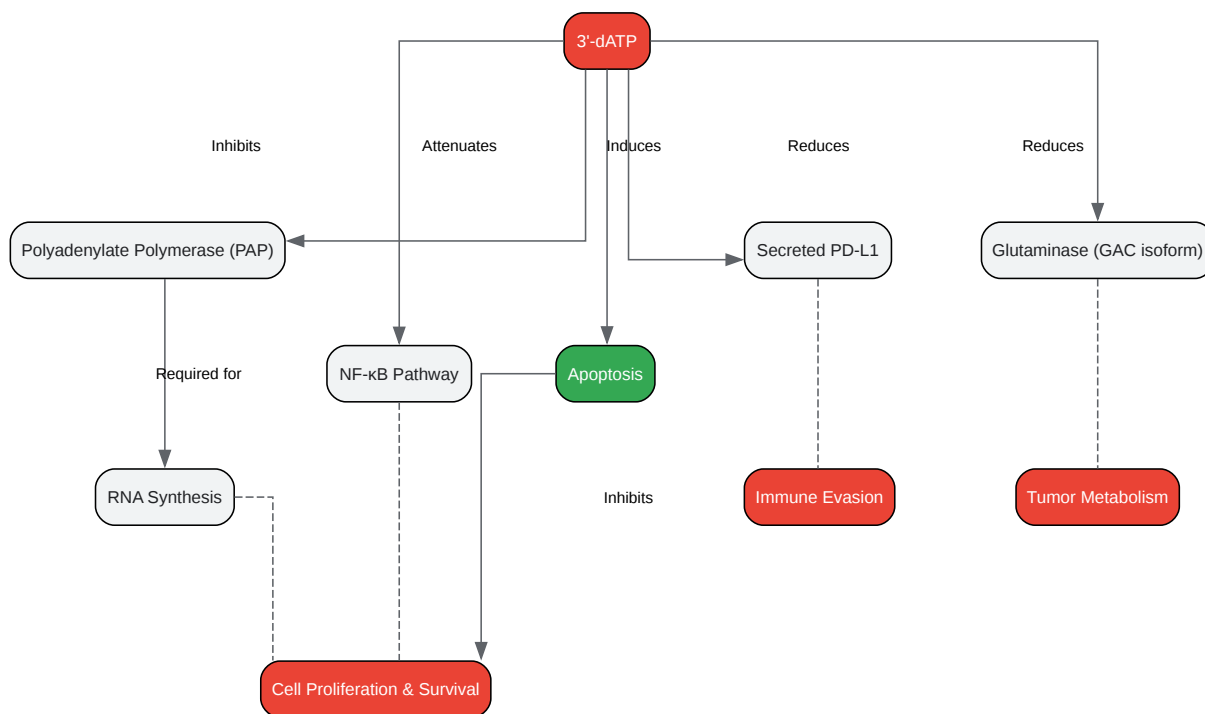 3'-dATP
Inhibits
Attenuates
Induces
Reduces
Reduces
Polyadenylate Polymerase (PAP)
Secreted PD-L1
Glutaminase (GAC isoform)
Required for
NF-κB Pathway
Apoptosis
RNA Synthesis
Inhibits
Immune Evasion
Tumor Metabolism
Cell Proliferation & Survival